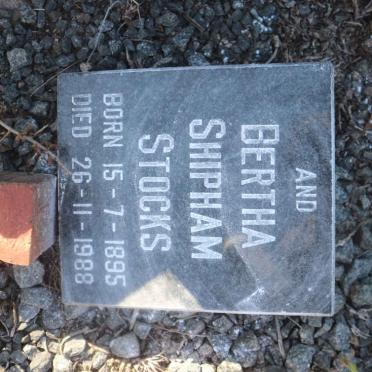 AND
BERTHA
SHIPHAM
STOCKS
BORN 15-7-1895
DIED 26-11-1988